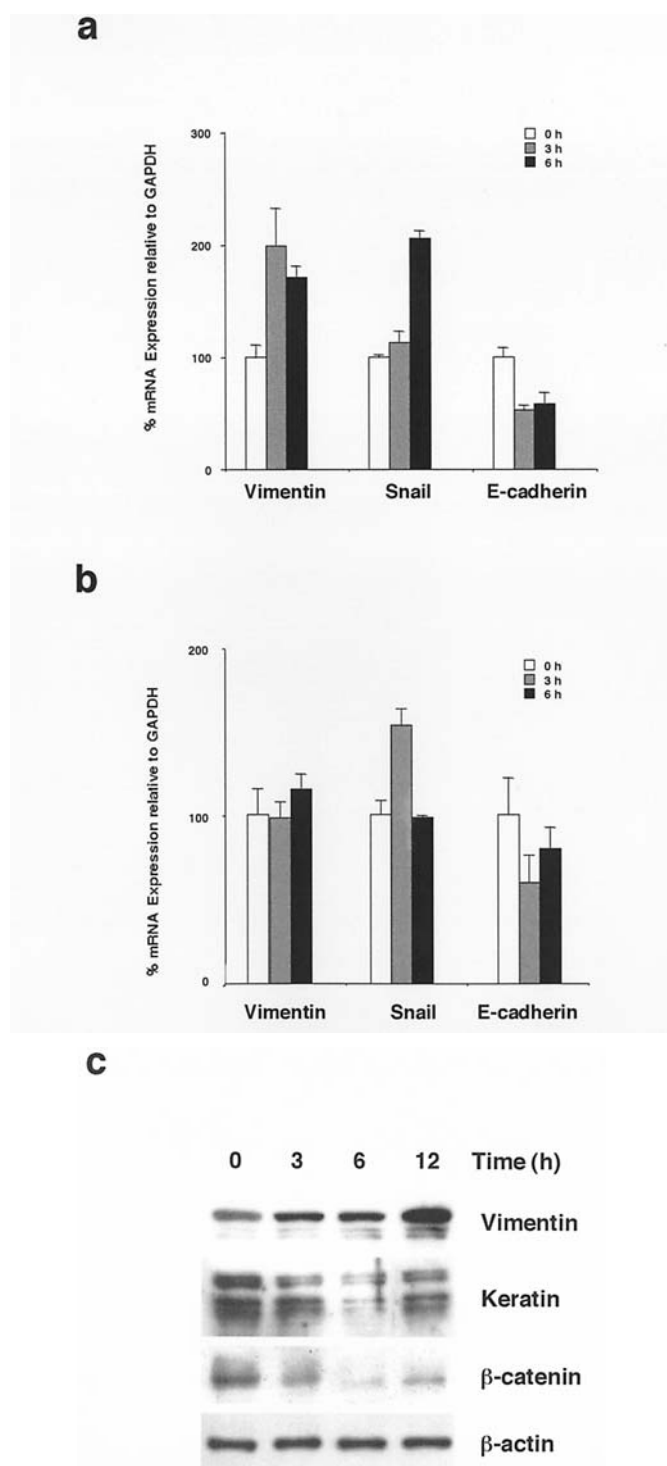 a
% mRNA Expression relative to GAPDH
300
200
100
0
0 h
3 h
6 h
Vimentin Snail E-cadherin
b
% mRNA Expression relative to GAPDH
200
100
0
0 h
3 h
6 h
Vimentin Snail E-cadherin
c
0 3 6 12 Time (h)
Vimentin
Keratin
β-catenin
β-actin